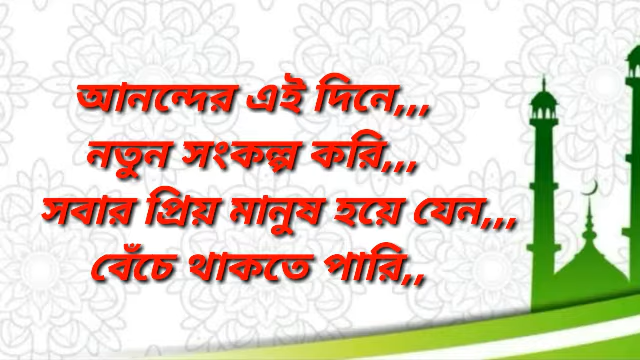 আনন্দের এই দিনে,,,
নতুন সংকল্প করি,,,
সবার প্রিয় মানুষ হয়ে যেন,,,
বেঁচে থাকতে পারি,,